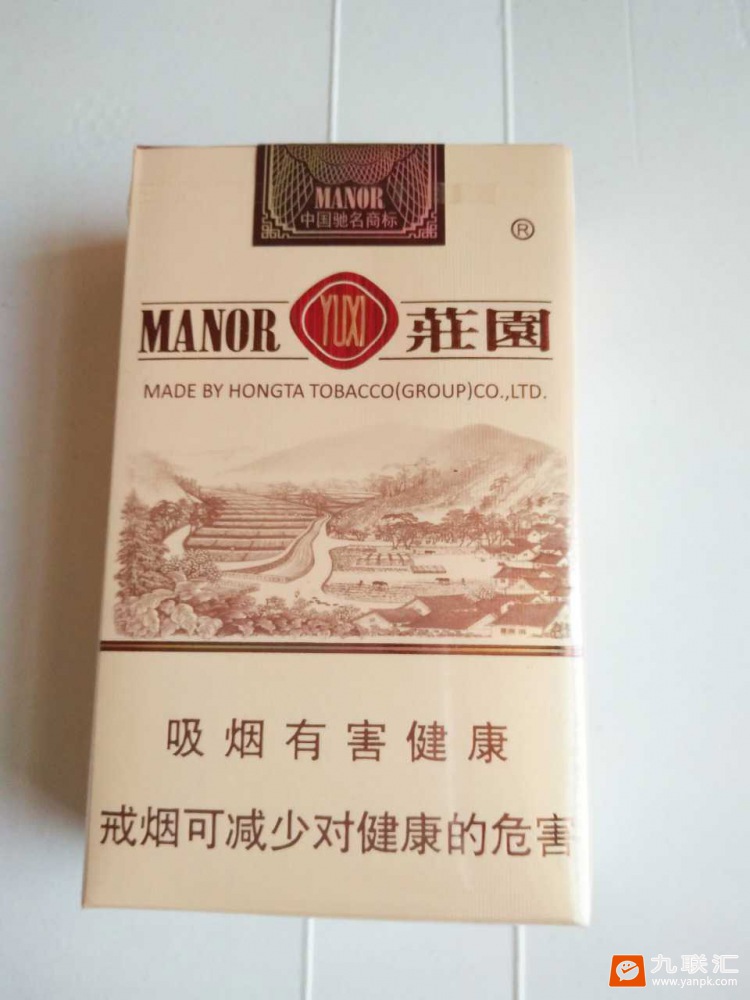 MANOR
中国驰名商标
®
MANOR YUXI 莊園
MADE BY HONGTA TOBACCO(GROUP)CO.,LTD.
吸烟有害健康
戒烟可减少对健康的危害
九联汇
www.yanpk.com